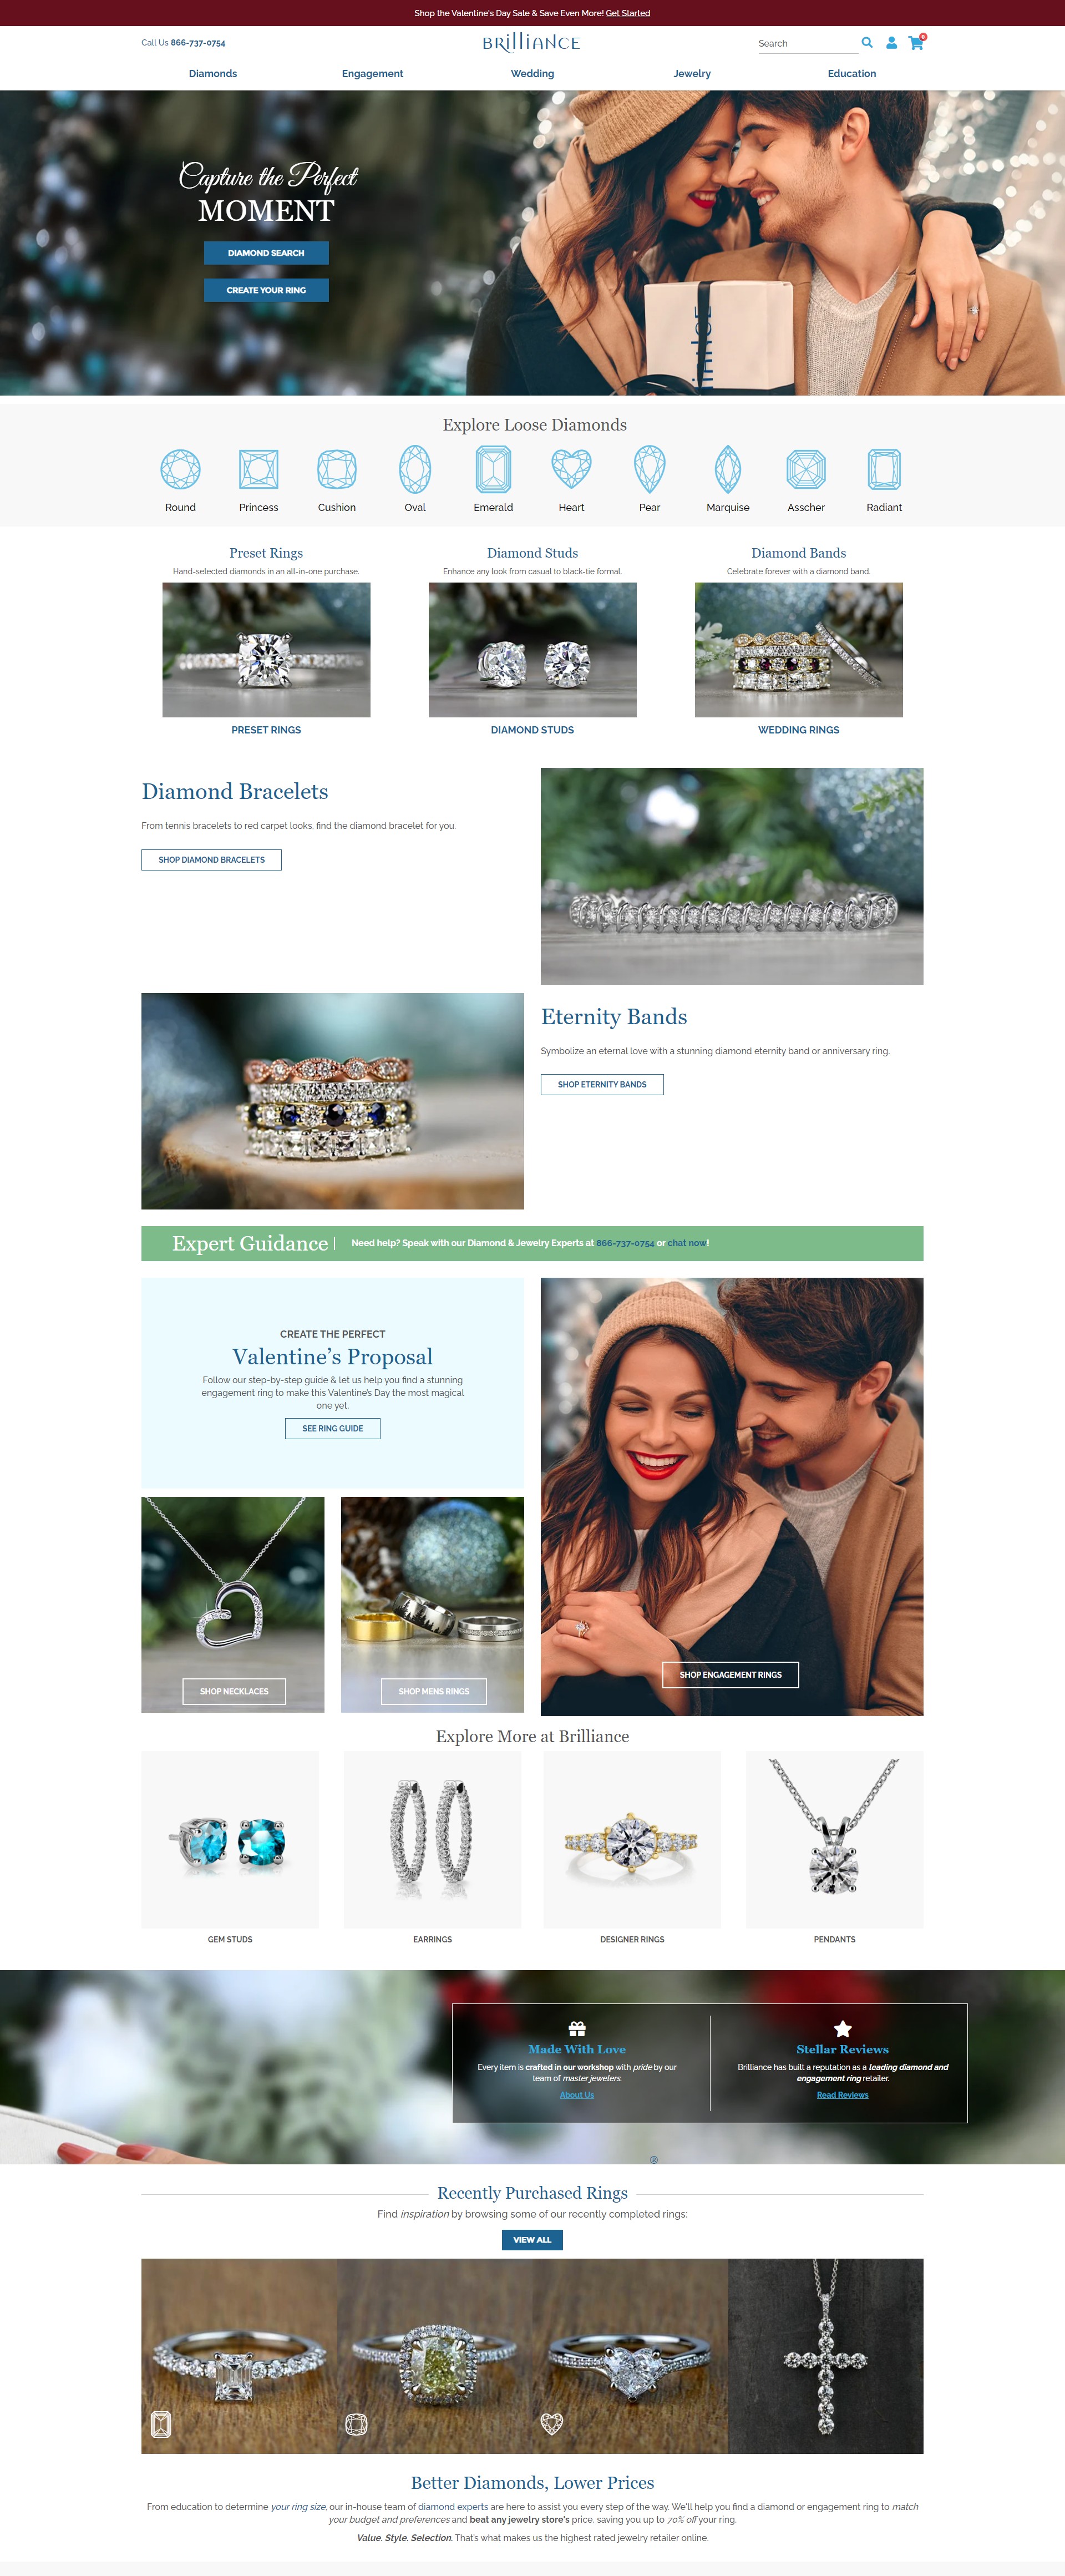 Shop the Valentine's Day Sale & Save Even More! Get Started
Call Us 866-737-0754
BRilliANCE
Search
0
Diamonds
Engagement
Wedding
Jewelry
Education
Capture the Perfect
MOMENT
DIAMOND SEARCH
CREATE YOUR RING
Explore Loose Diamonds
Round
Princess
Cushion
Oval
Emerald
Heart
Pear
Marquise
Asscher
Radiant
Preset Rings
Hand-selected diamonds in an all-in-one purchase.
PRESET RINGS
Diamond Studs
Enhance any look from casual to black-tie formal.
DIAMOND STUDS
Diamond Bands
Celebrate forever with a diamond band.
WEDDING RINGS
Diamond Bracelets
From tennis bracelets to red carpet looks, find the diamond bracelet for you.
SHOP DIAMOND BRACELETS
Eternity Bands
Symbolize an eternal love with a stunning diamond eternity band or anniversary ring.
SHOP ETERNITY BANDS
Expert Guidance | Need help? Speak with our Diamond & Jewelry Experts at 866-737-0754 or chat now!
CREATE THE PERFECT
Valentine's Proposal
Follow our step-by-step guide & let us help you find a stunning
engagement ring to make this Valentine's Day the most magical
one yet.
SEE RING GUIDE
SHOP NECKLACES
SHOP MENS RINGS
SHOP ENGAGEMENT RINGS
Explore More at Brilliance
GEM STUDS
EARRINGS
DESIGNER RINGS
PENDANTS
Made With Love
Every item is crafted in our workshop with pride by our
team of master jewelers.
About Us
Stellar Reviews
Brilliance has built a reputation as a leading diamond and
engagement ring retailer.
Read Reviews
®
Recently Purchased Rings
Find inspiration by browsing some of our recently completed rings:
VIEW ALL
Better Diamonds, Lower Prices
From education to determine your ring size, our in-house team of diamond experts are here to assist you every step of the way. We'll help you find a diamond or engagement ring to match
your budget and preferences and beat any jewelry store's price, saving you up to 70% off your ring.
Value. Style. Selection. That's what makes us the highest rated jewelry retailer online.